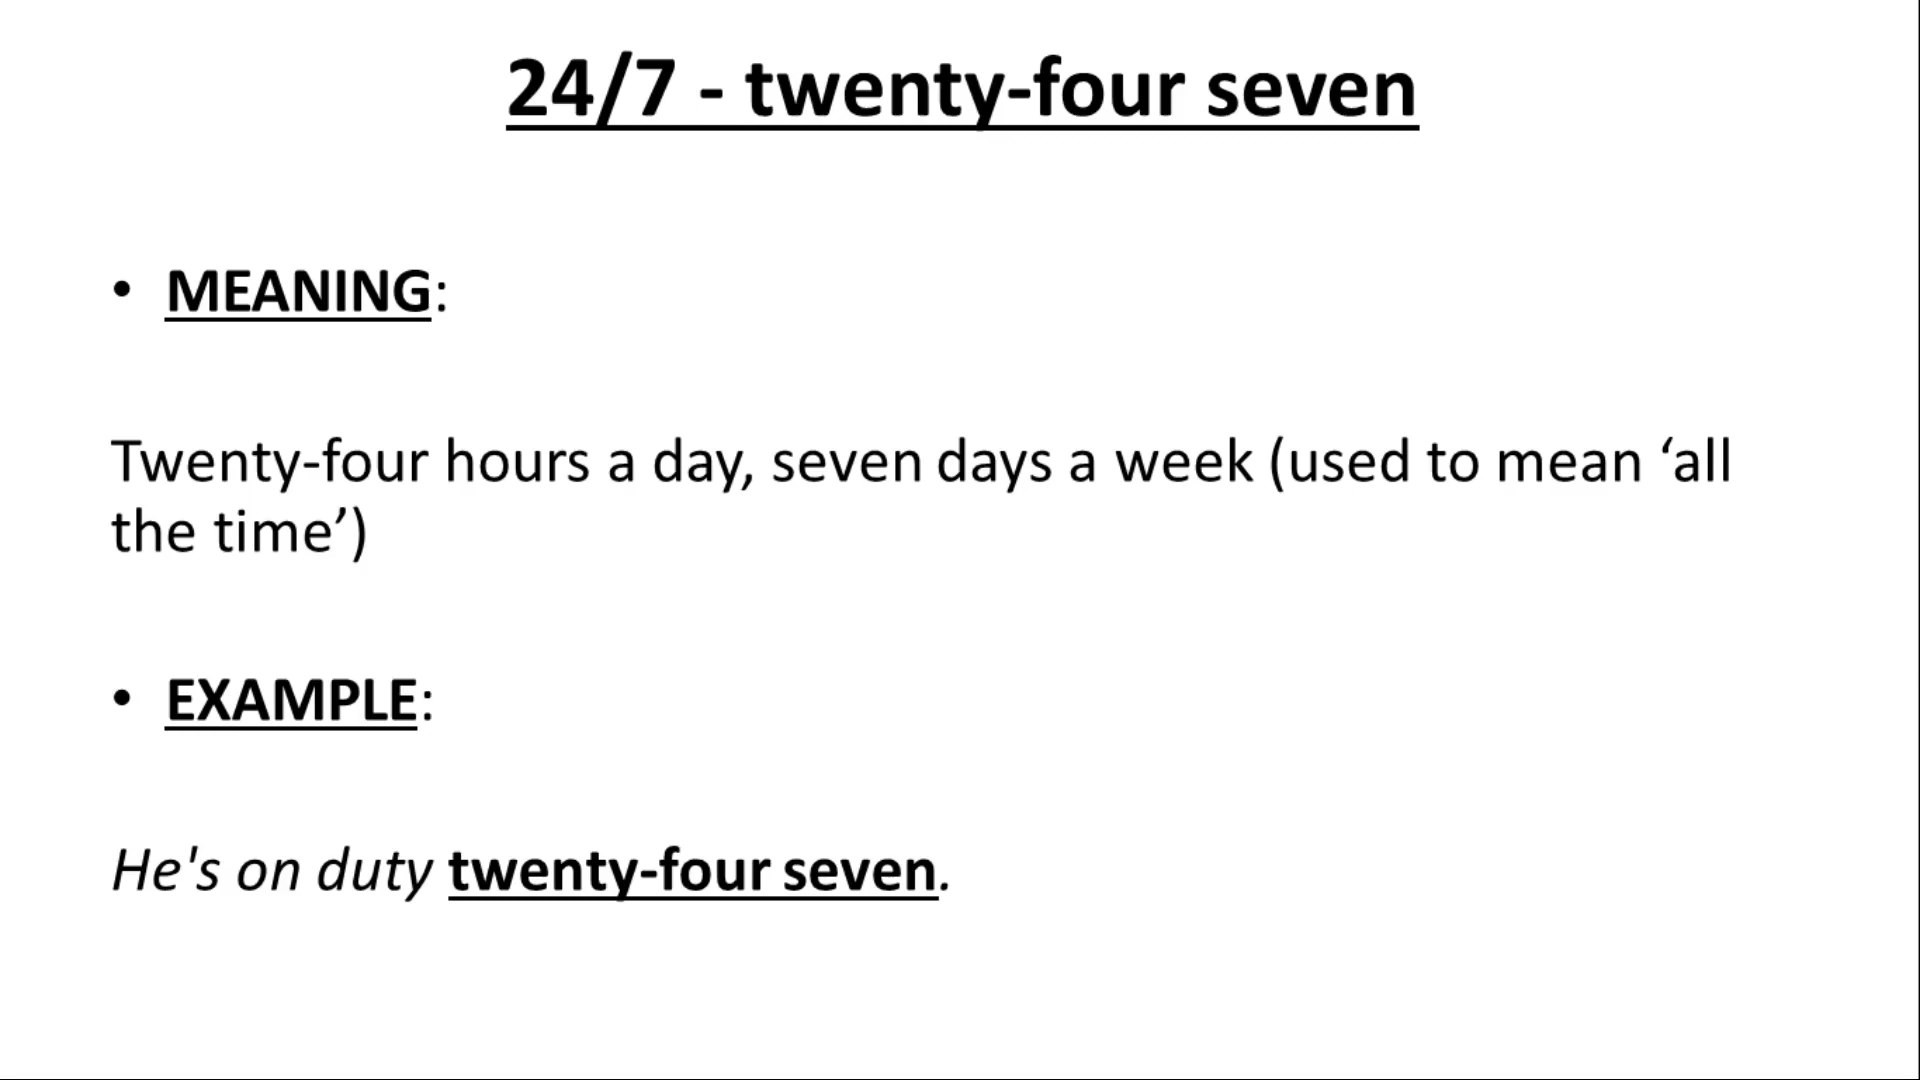 24/7 - twenty-four seven
• MEANING:
Twenty-four hours a day, seven days a week (used to mean ‘all
the time’)
• EXAMPLE:
He's on duty twenty-four seven.